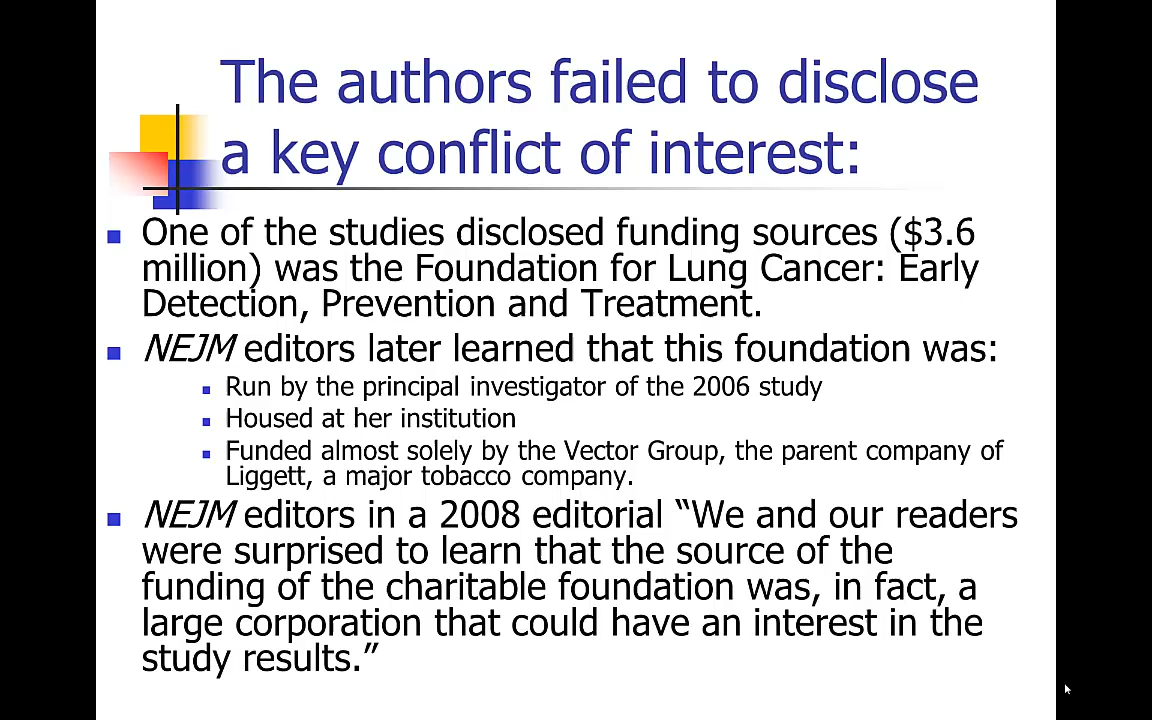 The authors failed to disclose
a key conflict of interest:
One of the studies disclosed funding sources ($3.6
million) was the Foundation for Lung Cancer: Early
Detection, Prevention and Treatment.
NEJM editors later learned that this foundation was:
Run by the principal investigator of the 2006 study
Housed at her institution
Funded almost solely by the Vector Group, the parent company of
Liggett, a major tobacco company.
NEJM editors in a 2008 editorial “We and our readers
were surprised to learn that the source of the
funding of the charitable foundation was, in fact, a
large corporation that could have an interest in the
study results.”